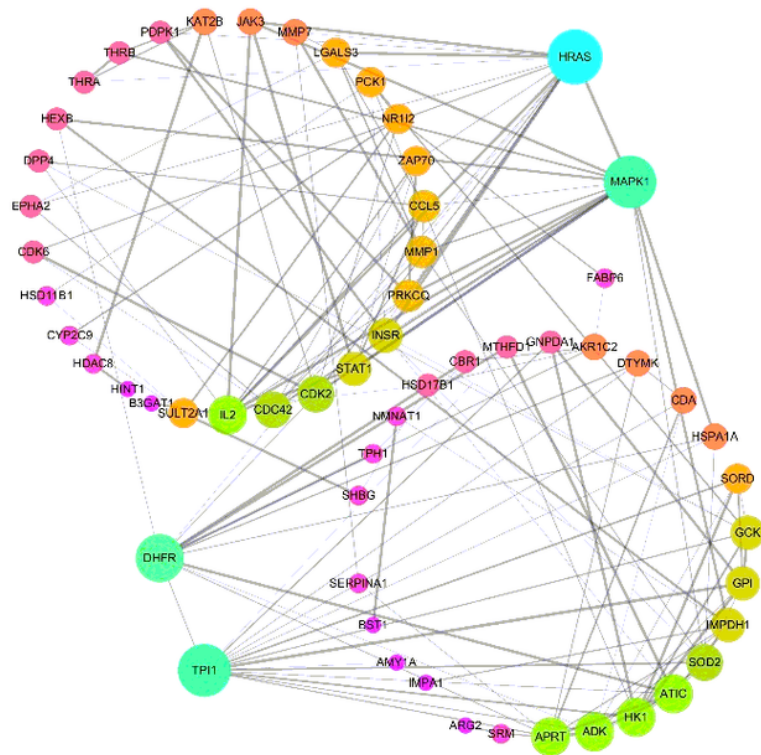 KAT2B
JAK3
PDPK1
MMP7
THRB
LGALS3
HRAS
THRA
PCK1
HEXB
NR1I2
DPP4
ZAP70
MAPK1
EPHA2
CCL5
CDK6
MMP1
FABP6
HSD11B1
PRKCQ
CYP2C9
INSR
GNPDA1
MTHFD1
AKR1C2
HDAC8
STAT1
CBR1
DTYMK
HINT1
HSD17B1
CDA
B3GAT1
CDK2
SULT2A1
IL2
CDC42
NMNAT1
HSPA1A
TPH1
SORD
SHBG
GCK
DHFR
SERPINA1
GPI
BST1
IMPDH1
TPI1
AMY1A
SOD2
IMPA1
ATIC
HK1
ARG2
SRM
APRT
ADK